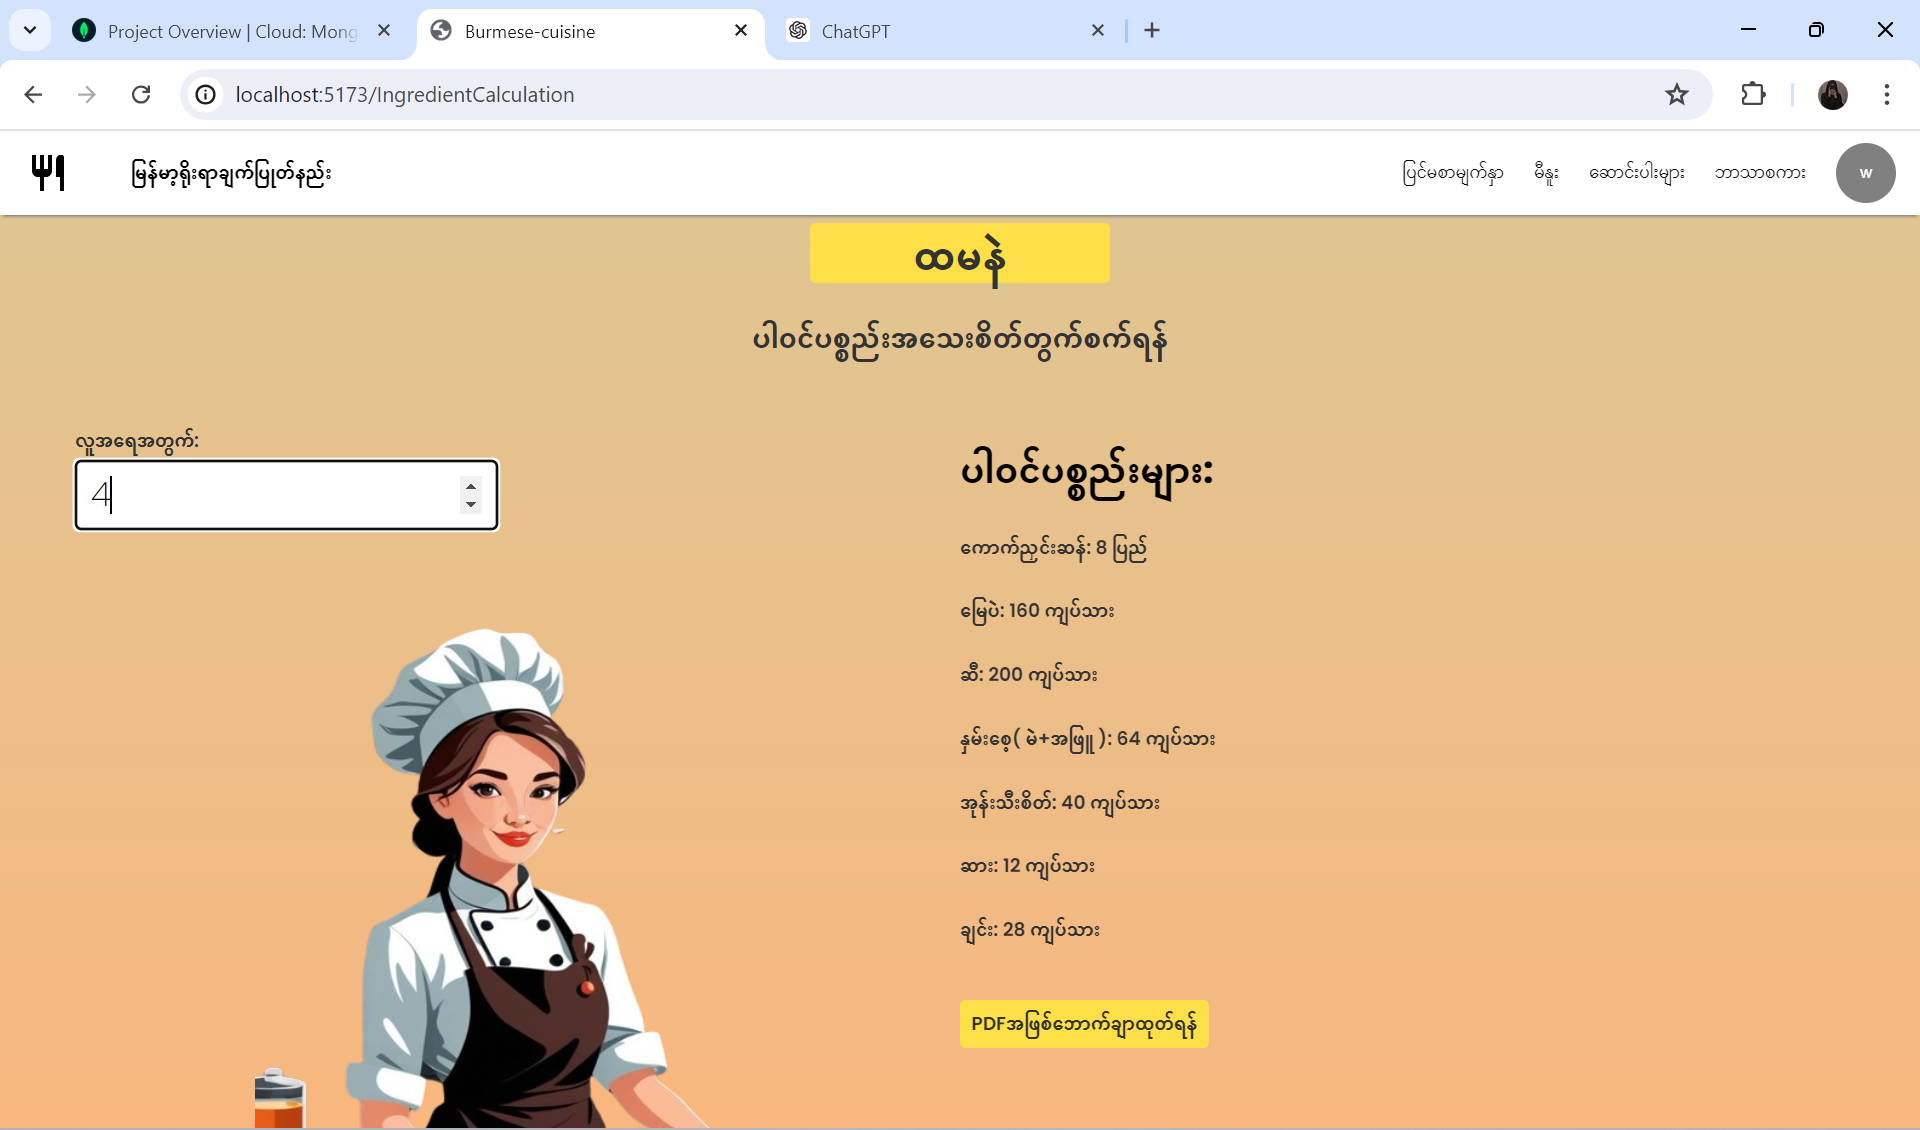 Project Overview | Cloud: Mong
Burmese-cuisine
ChatGPT
localhost:5173/IngredientCalculation
မြန်မာ့ရိုးရာချက်ပြုတ်နည်း
ပြင်မစာမျက်နှာ
မီနူး
ဆောင်းပါးများ
ဘာသာစကား
W
ထမနဲ
ပါဝင်ပစ္စည်းအသေးစိတ်တွက်စက်ရန်
လူအရေအတွက်:
4
ပါဝင်ပစ္စည်းများ:
ကောက်ညှင်းဆန်: 8 ပြည်
မြေပဲ: 160 ကျပ်သား
ဆီ: 200 ကျပ်သား
နှမ်းစေ့( မဲ+အဖြူ ): 64 ကျပ်သား
အုန်းသီးစိတ်: 40 ကျပ်သား
ဆား: 12 ကျပ်သား
ချင်း: 28 ကျပ်သား
PDFအဖြစ်ဘောက်ချာထုတ်ရန်